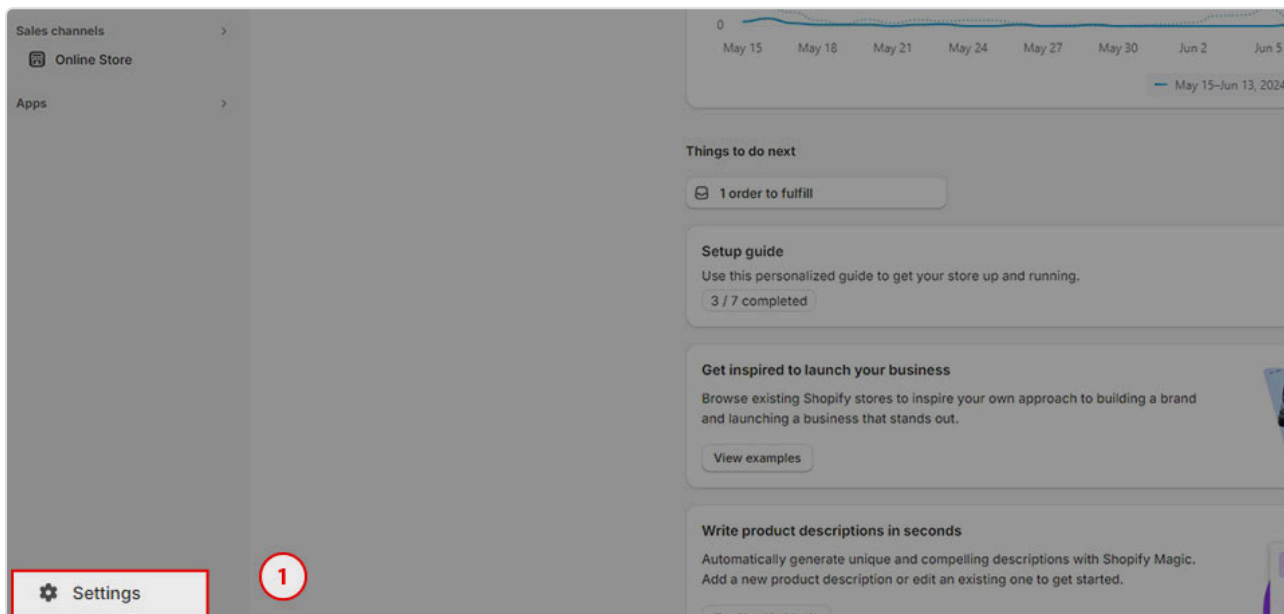 Sales channels
Online Store
Apps
0
May 15 May 18 May 21 May 24 May 27 May 30 Jun 2 Jun 5
May 15–Jun 13, 2024
Things to do next
1 order to fulfill
Setup guide
Use this personalized guide to get your store up and running.
3 / 7 completed
Get inspired to launch your business
Browse existing Shopify stores to inspire your own approach to building a brand
and launching a business that stands out.
View examples
Write product descriptions in seconds
Automatically generate unique and compelling descriptions with Shopify Magic.
Add a new product description or edit an existing one to get started.
Settings
1